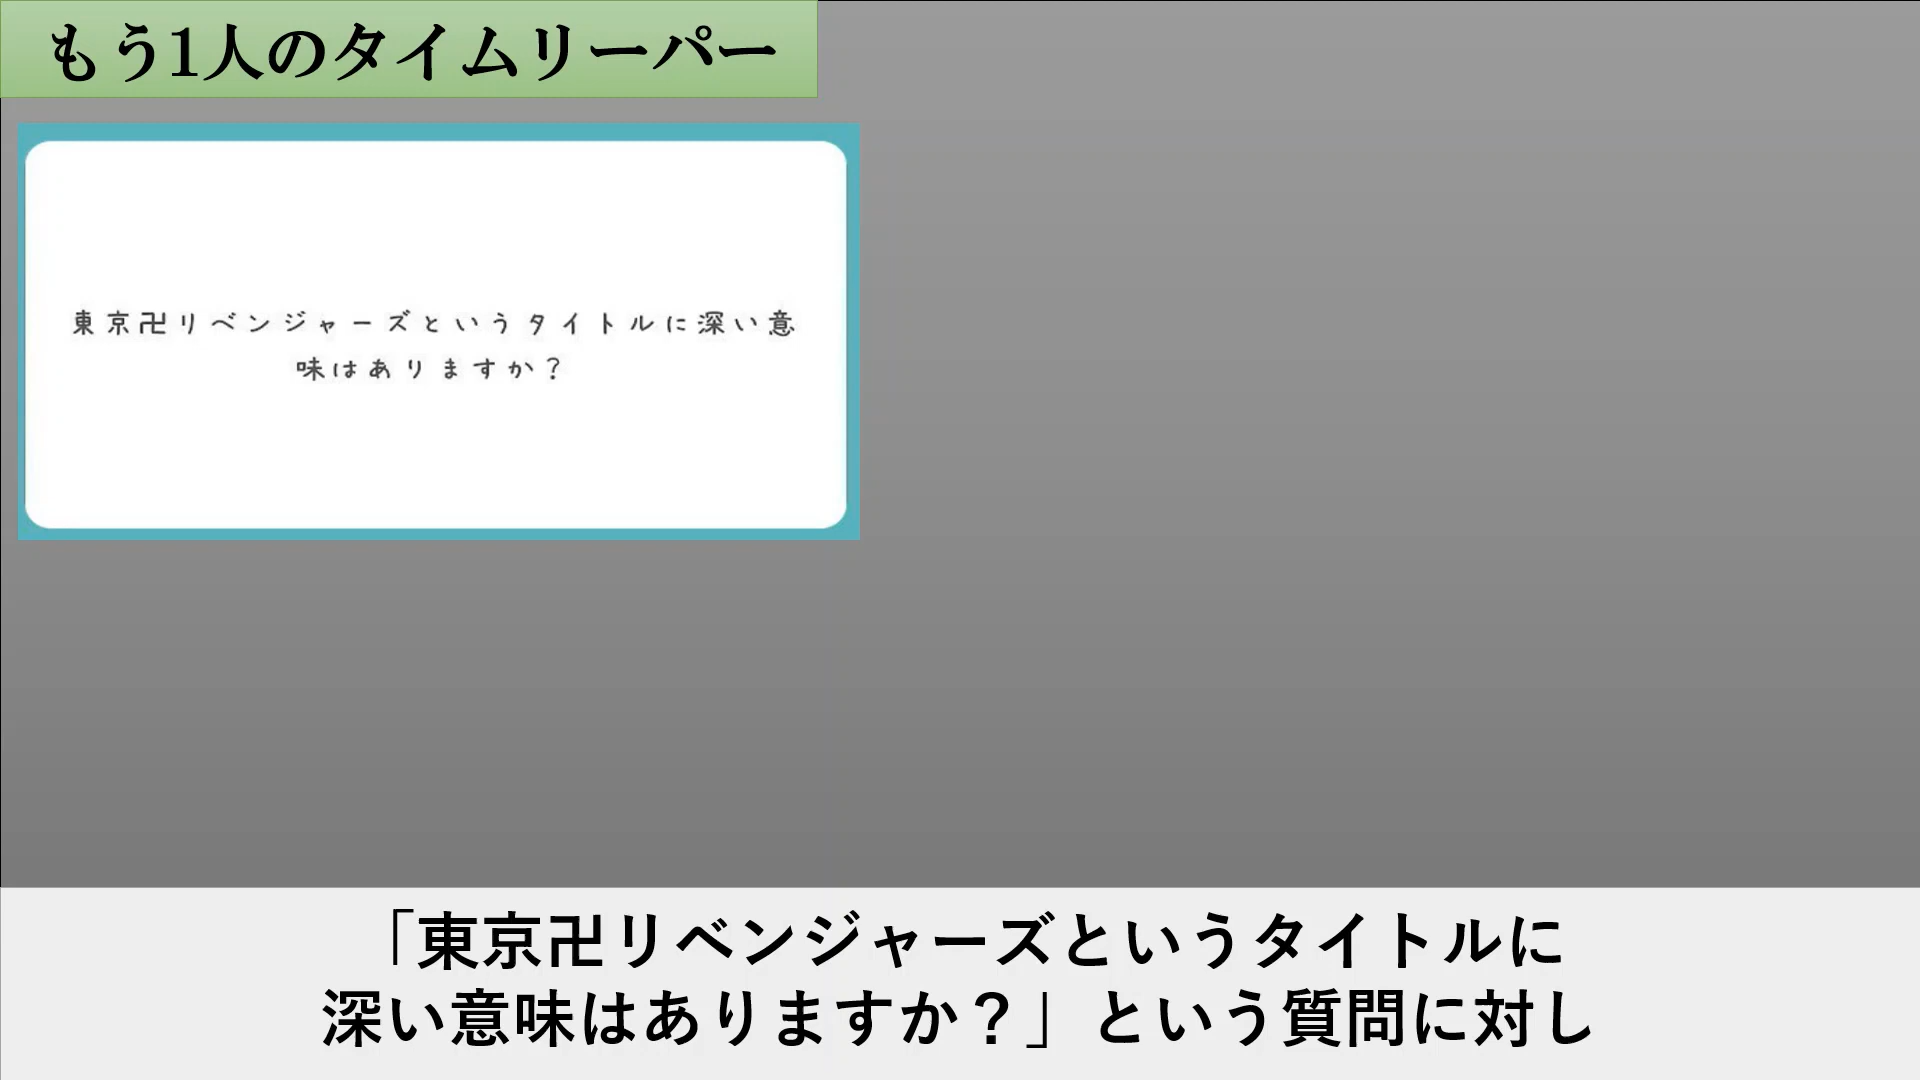 もう1人のタイムリーパー
東京卍リベンジャーズというタイトルに深い意
味はありますか？
「東京卍リベンジャーズというタイトルに
深い意味はありますか？」という質問に対し